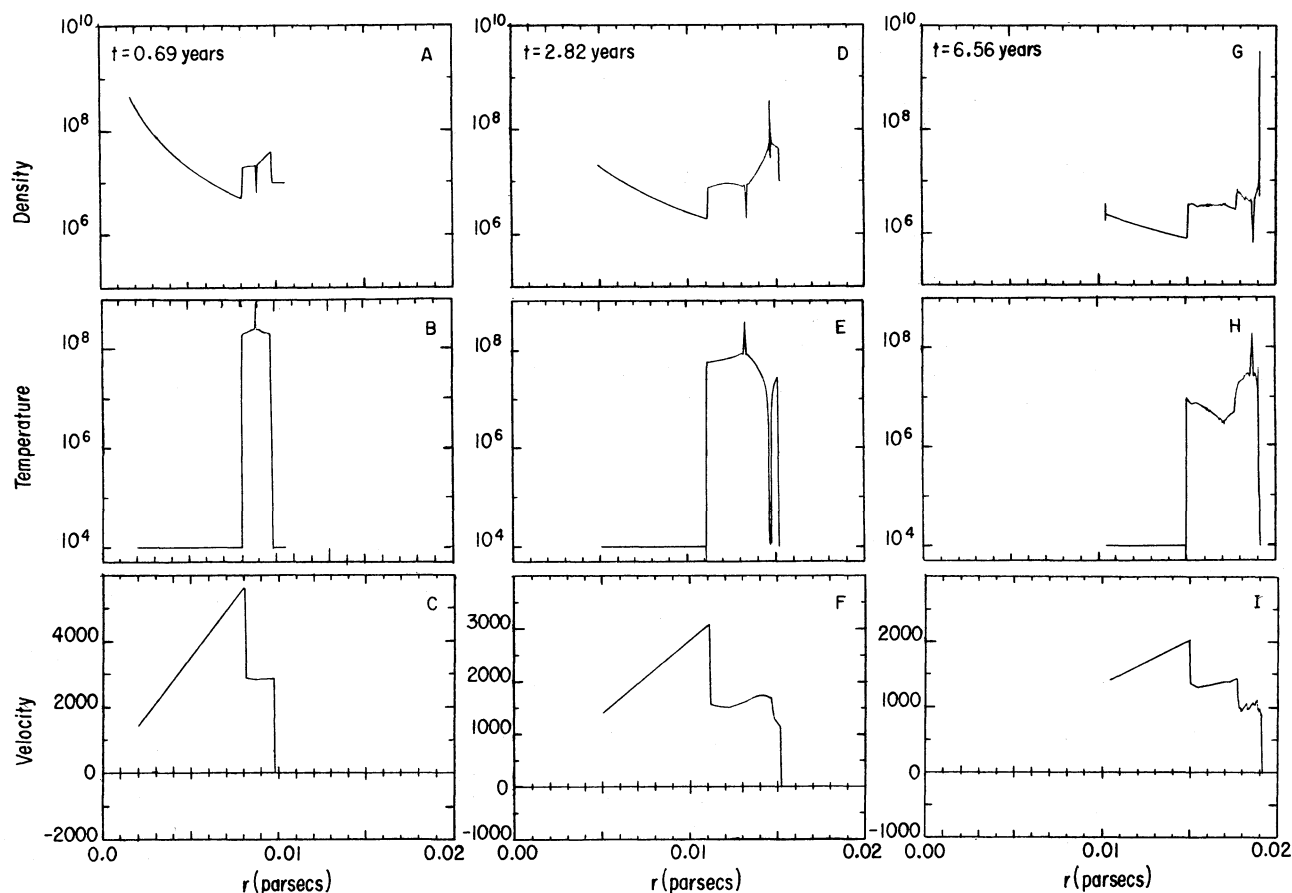 10^10
10^8
10^6
Density
t=0.69 years
A
10^10
10^8
10^6
t=2.82 years
D
10^10
10^8
10^6
t=6.56 years
G
10^8
10^6
10^4
Temperature
B
10^8
10^6
10^4
E
10^8
10^6
10^4
H
4000
2000
0
-2000
Velocity
C
3000
2000
1000
0
-1000
F
2000
1000
0
-1000
I
0.00 0.01 0.02
0.00 0.01 0.02
0.00 0.01 0.02
r (parsecs)
r (parsecs)
r (parsecs)